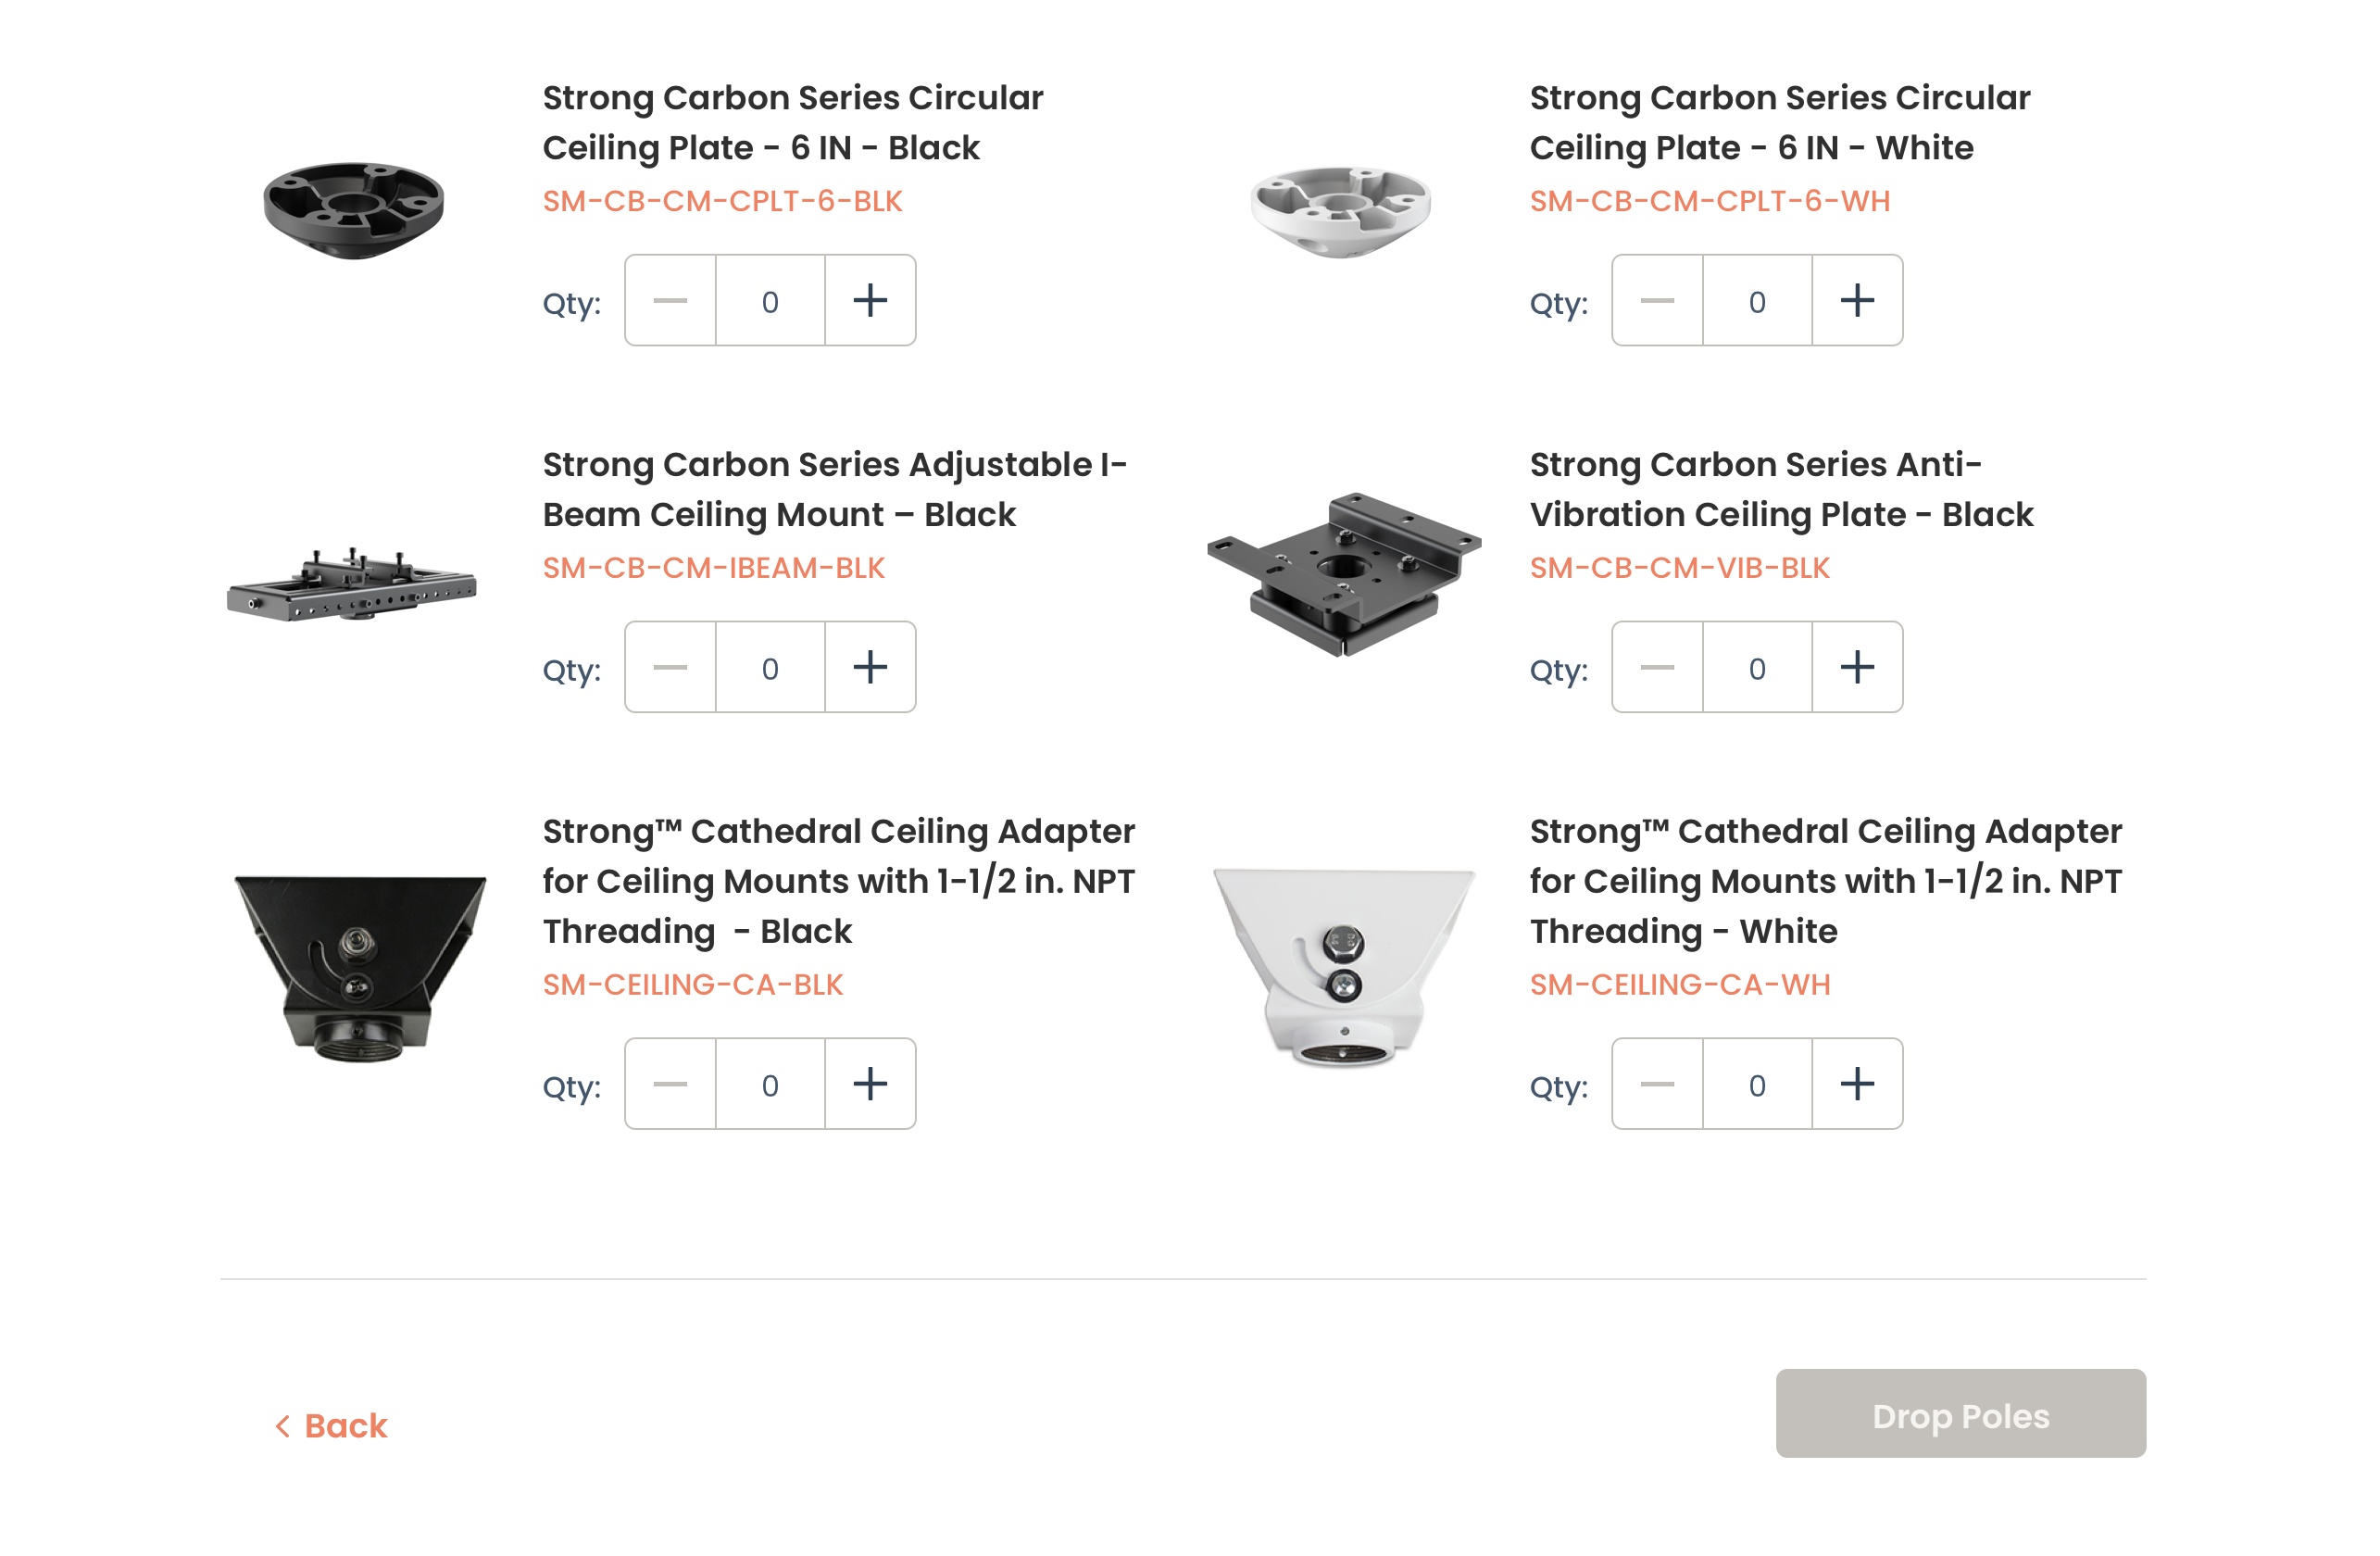 Strong Carbon Series Circular
Ceiling Plate - 6 IN - Black
SM-CB-CM-CPLT-6-BLK
Qty: 0
Strong Carbon Series Circular
Ceiling Plate - 6 IN - White
SM-CB-CM-CPLT-6-WH
Qty: 0
Strong Carbon Series Adjustable I-
Beam Ceiling Mount – Black
SM-CB-CM-IBEAM-BLK
Qty: 0
Strong Carbon Series Anti-
Vibration Ceiling Plate - Black
SM-CB-CM-VIB-BLK
Qty: 0
Strong™ Cathedral Ceiling Adapter
for Ceiling Mounts with 1-1/2 in. NPT
Threading - Black
SM-CEILING-CA-BLK
Qty: 0
Strong™ Cathedral Ceiling Adapter
for Ceiling Mounts with 1-1/2 in. NPT
Threading - White
SM-CEILING-CA-WH
Qty: 0
Back
Drop Poles